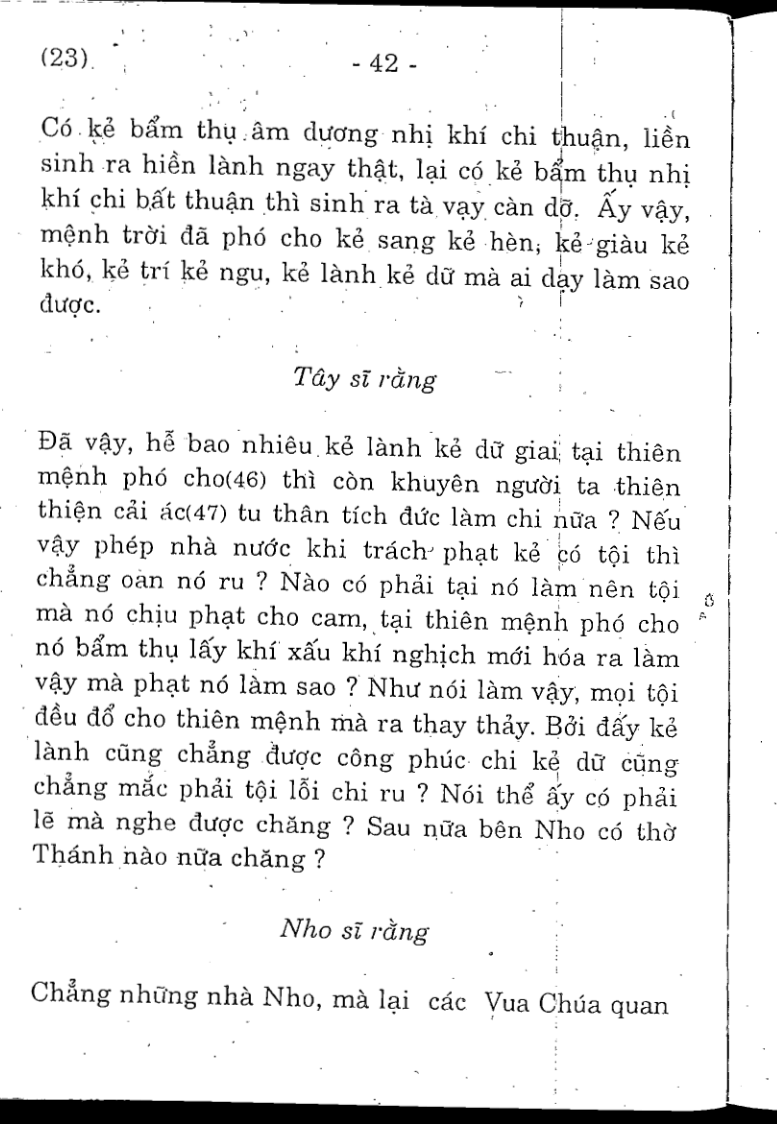 (23)
- 42 -
Có kẻ bẩm thụ âm dương nhị khí chi thuận, liền
sinh ra hiền lành ngay thật, lại có kẻ bẩm thụ nhị
khí chi bất thuận thì sinh ra tà vạy càn dỡ. Ấy vậy,
mệnh trời đã phó cho kẻ sang kẻ hèn, kẻ giàu kẻ
khó, kẻ trí kẻ ngu, kẻ lành kẻ dữ mà ai dạy làm sao
được.
Tây sĩ rằng
Đã vậy, hễ bao nhiêu kẻ lành kẻ dữ giai tại thiên
mệnh phó cho(46) thì còn khuyên người ta thiên
thiện cải ác(47) tu thân tích đức làm chi nữa ? Nếu
vậy phép nhà nước khi trách phạt kẻ có tội thì
chẳng oan nó ru ? Nào có phải tại nó làm nên tội
mà nó chịu phạt cho cam, tại thiên mệnh phó cho
nó bẩm thụ lấy khí xấu khí nghịch mới hóa ra làm
vậy mà phạt nó làm sao ? Như nói làm vậy, mọi tội
đều đổ cho thiên mệnh mà ra thay thảy. Bởi đấy kẻ
lành cũng chẳng được công phúc chi kẻ dữ cũng
chẳng mắc phải tội lỗi chi ru ? Nói thể ấy có phải
lẽ mà nghe được chăng ? Sau nữa bên Nho có thờ
Thánh nào nữa chăng ?
Nho sĩ rằng
Chẳng những nhà Nho, mà lại các Vua Chúa quan